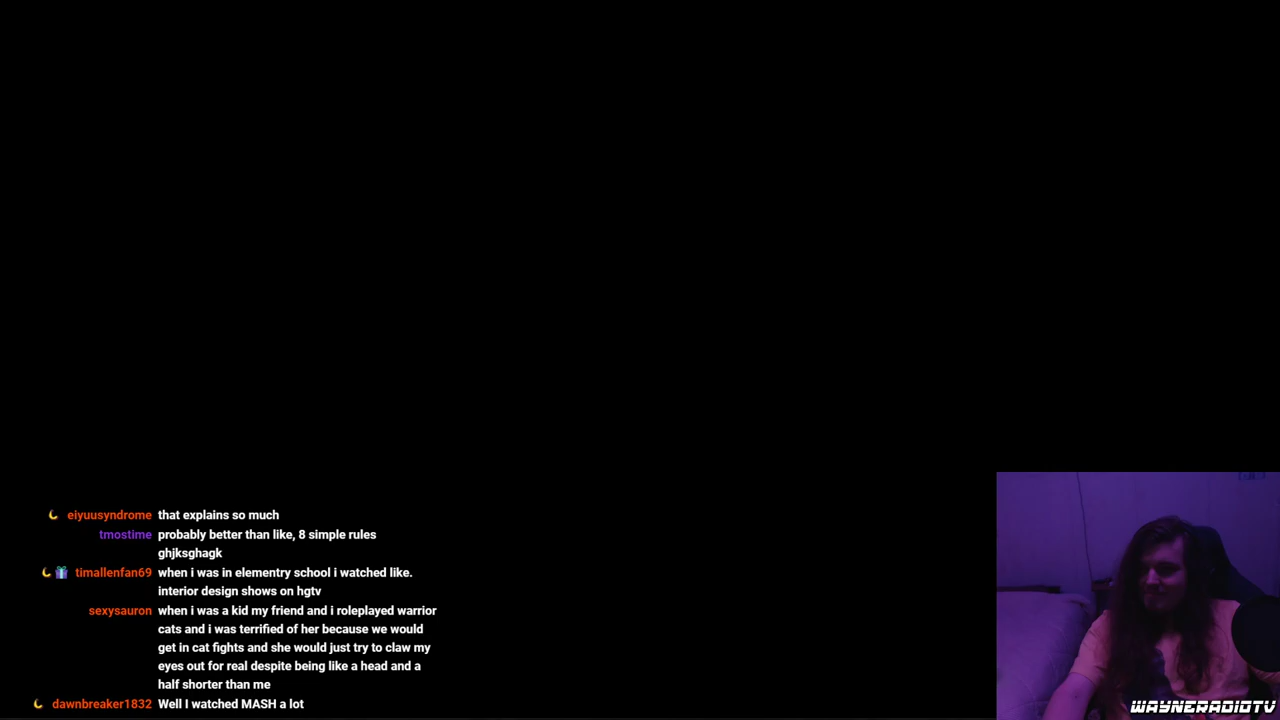 eiyuusyndrome that explains so much
tmostime probably better than like, 8 simple rules
ghjksghagk
timallenfan69 when i was in elementry school i watched like.
interior design shows on hgtv
sexysauron when i was a kid my friend and i roleplayed warrior
cats and i was terrified of her because we would
get in cat fights and she would just try to claw my
eyes out for real despite being like a head and a
half shorter than me
dawnbreaker1832 Well I watched MASH a lot
WAYNERADIOTV